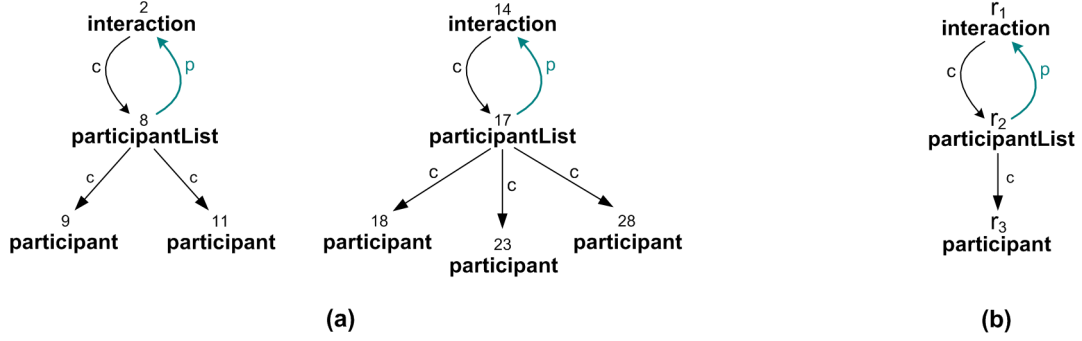 2
interaction
c
p
8
participantList
c
c
9
participant
11
participant
14
interaction
c
p
17
participantList
c
c
c
18
participant
23
participant
28
participant
(a)
r1
interaction
c
p
r2
participantList
c
r3
participant
(b)